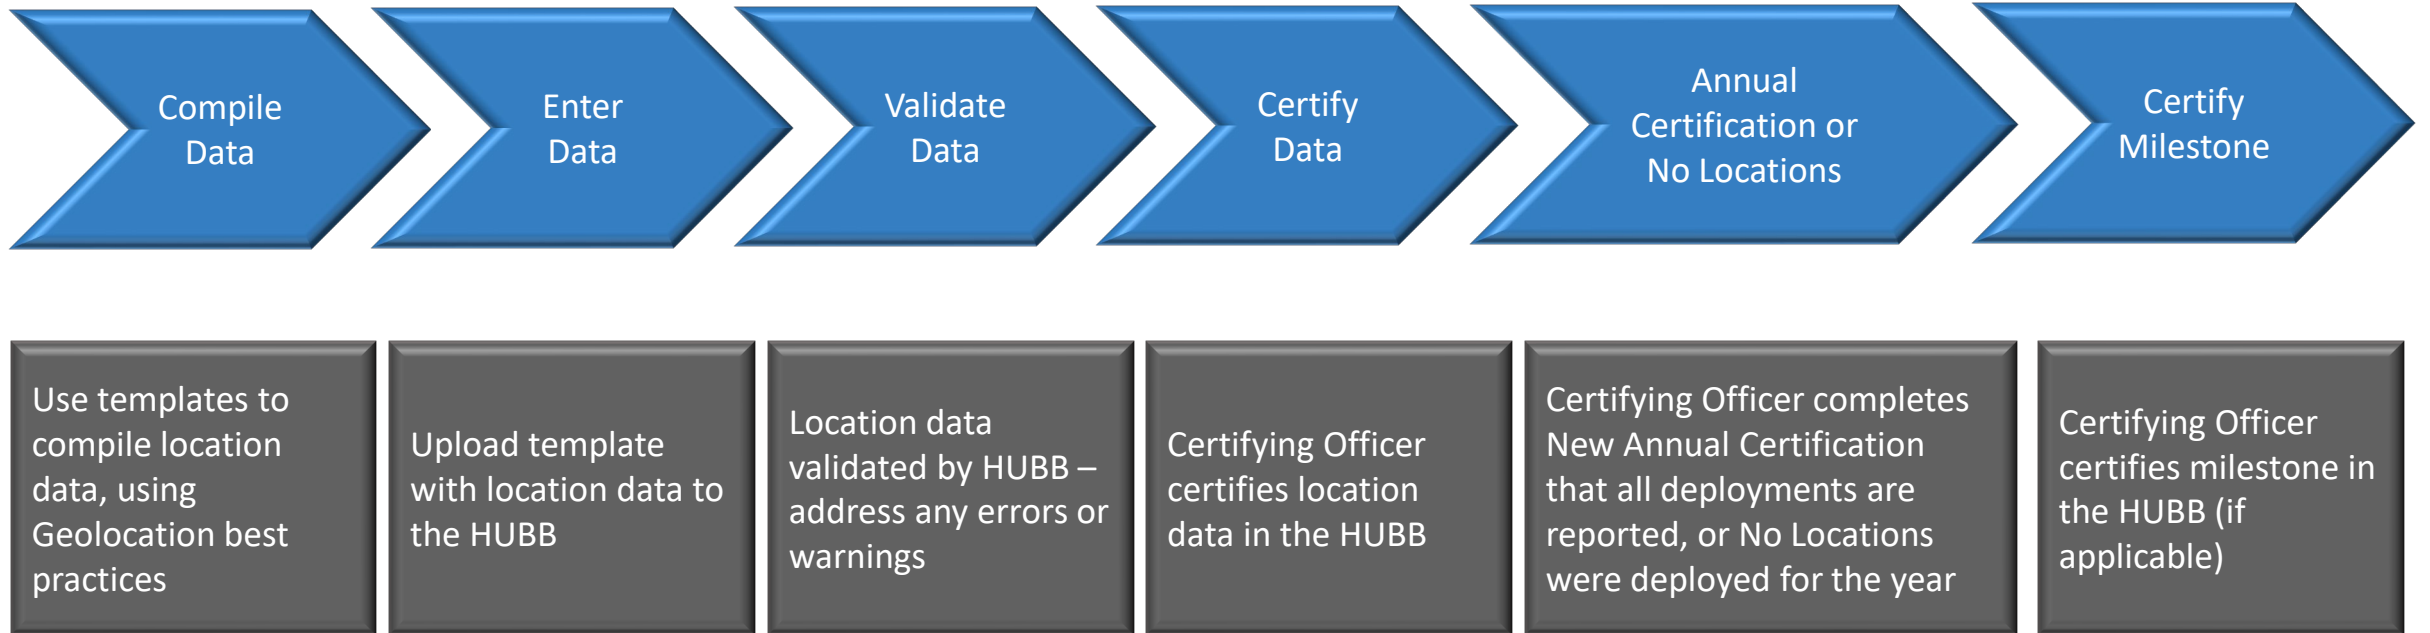 Compile
Data
Enter
Data
Validate
Data
Certify
Data
Annual
Certification or
No Locations
Certify
Milestone
Use templates to
compile location
data, using
Geolocation best
practices
Upload template
with location data to
the HUBB
Location data
validated by HUBB –
address any errors or
warnings
Certifying Officer
certifies location
data in the HUBB
Certifying Officer completes
New Annual Certification
that all deployments are
reported, or No Locations
were deployed for the year
Certifying Officer
certifies milestone in
the HUBB (if
applicable)